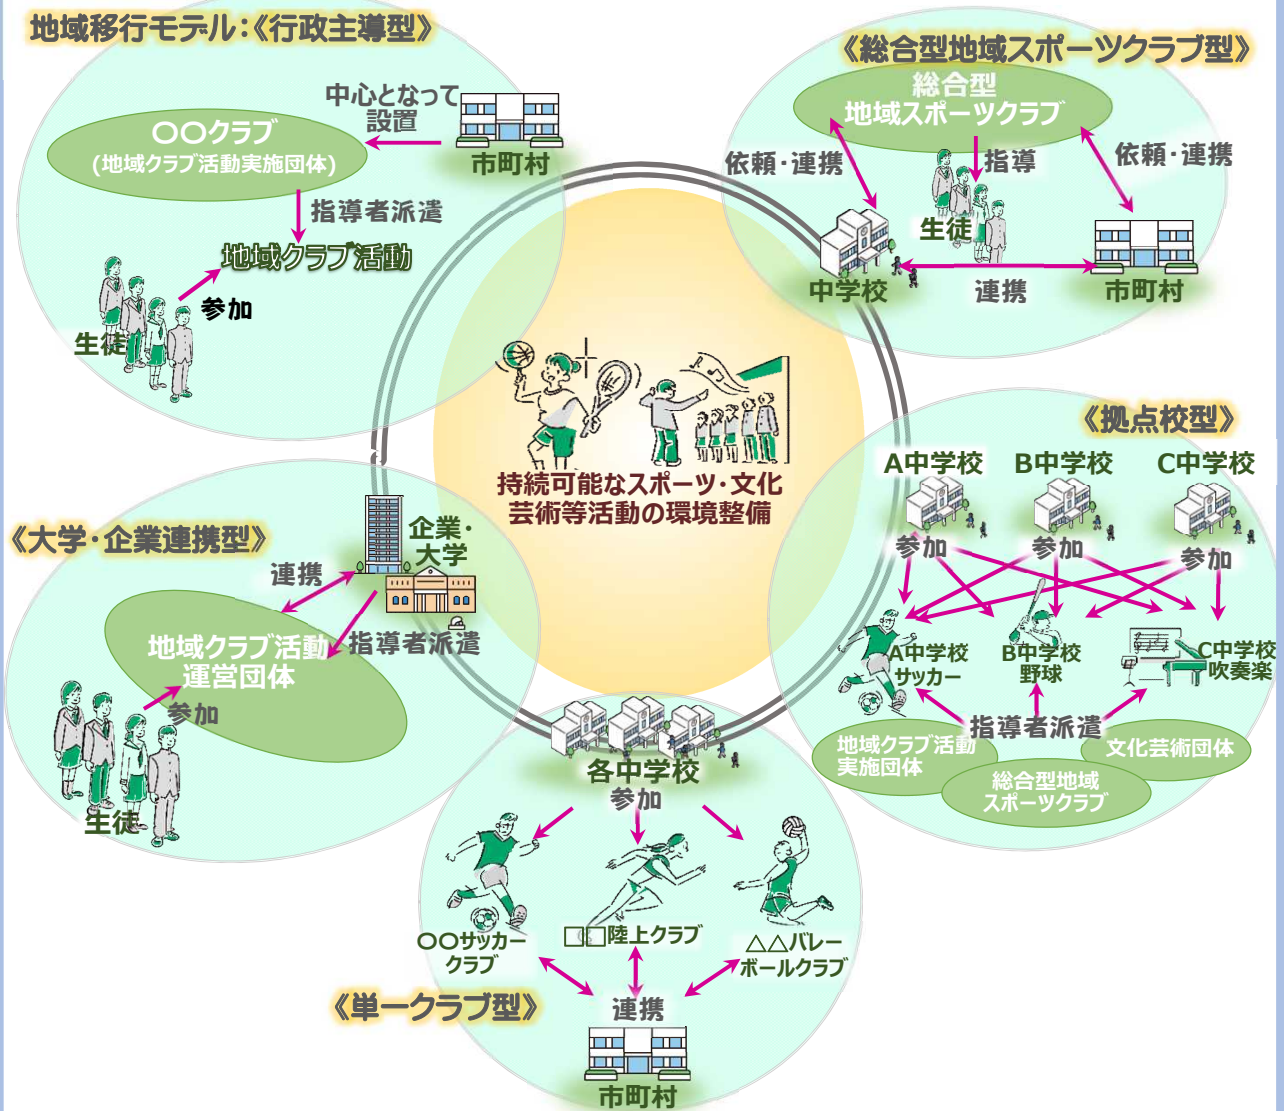 地域移行モデル：《行政主導型》
中心となって
設置
〇〇クラブ
(地域クラブ活動実施団体)
市町村
指導者派遣
地域クラブ活動
参加
生徒
《総合型地域スポーツクラブ型》
総合型
地域スポーツクラブ
依頼・連携
指導
依頼・連携
生徒
中学校
連携
市町村
持続可能なスポーツ・文化
芸術等活動の環境整備
《拠点校型》
A中学校
B中学校
C中学校
参加
参加
参加
A中学校
サッカー
B中学校
野球
C中学校
吹奏楽
指導者派遣
地域クラブ活動
実施団体
総合型地域
スポーツクラブ
文化芸術団体
《大学・企業連携型》
企業・
大学
連携
指導者派遣
地域クラブ活動
運営団体
参加
生徒
各中学校
参加
〇〇サッカー
クラブ
□□陸上クラブ
△△バレー
ボールクラブ
《単一クラブ型》
連携
市町村